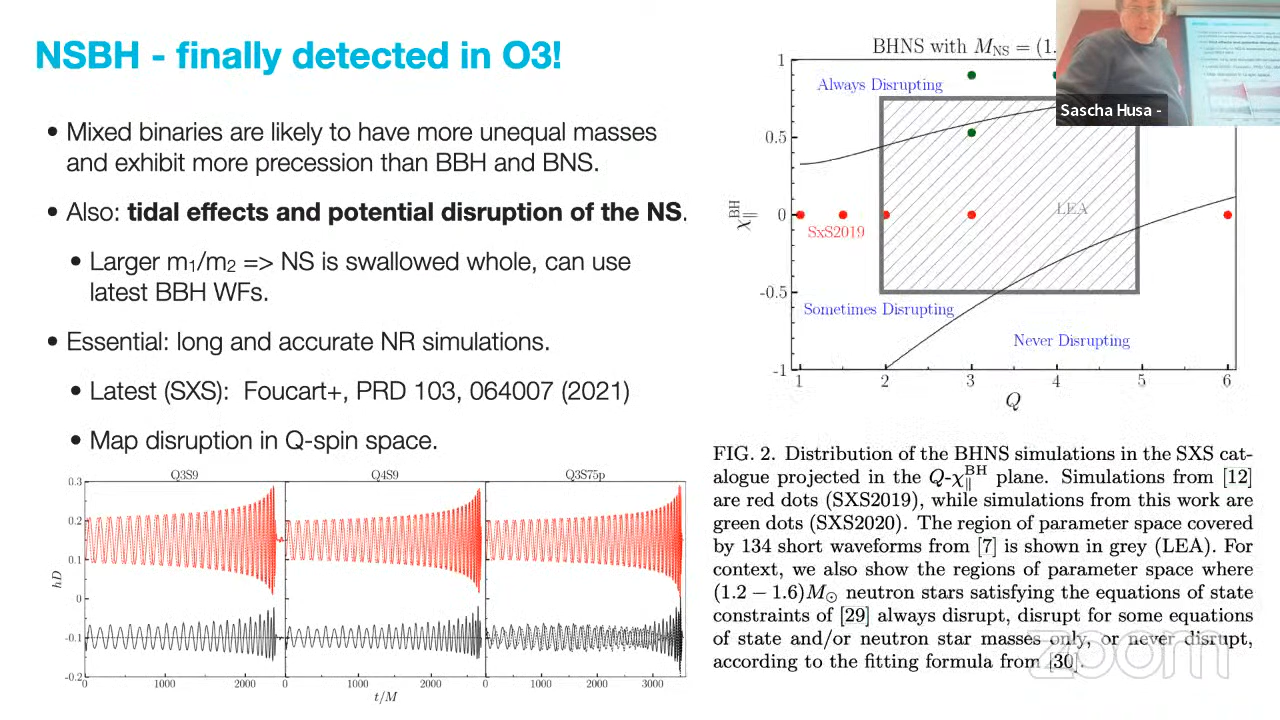 NSBH - finally detected in O3!
• Mixed binaries are likely to have more unequal masses
and exhibit more precession than BBH and BNS.
• Also: tidal effects and potential disruption of the NS.
• Larger m₁/m₂ => NS is swallowed whole, can use
latest BBH WFs.
• Essential: long and accurate NR simulations.
• Latest (SXS): Foucart+, PRD 103, 064007 (2021)
• Map disruption in Q-spin space.
Q3S9 Q4S9 Q3S75p
0.3
0.2
0.1
0
-0.1
-0.2
hD
0 1000 2000 0 1000 2000 0 1000 2000 3000
t/M
BHNS with M_NS = (1.
Sascha Husa -
1
0.5
0
-0.5
-1
χ∥^BH
Always Disrupting
LEA
SxS2019
Sometimes Disrupting
Never Disrupting
1 2 3 4 5 6
Q
FIG. 2. Distribution of the BHNS simulations in the SXS cat-
alogue projected in the Q-χ∥^BH plane. Simulations from [12]
are red dots (SXS2019), while simulations from this work are
green dots (SXS2020). The region of parameter space covered
by 134 short waveforms from [7] is shown in grey (LEA). For
context, we also show the regions of parameter space where
(1.2 − 1.6)M⊙ neutron stars satisfying the equations of state
constraints of [29] always disrupt, disrupt for some equations
of state and/or neutron star masses only, or never disrupt,
according to the fitting formula from [30].
zoom